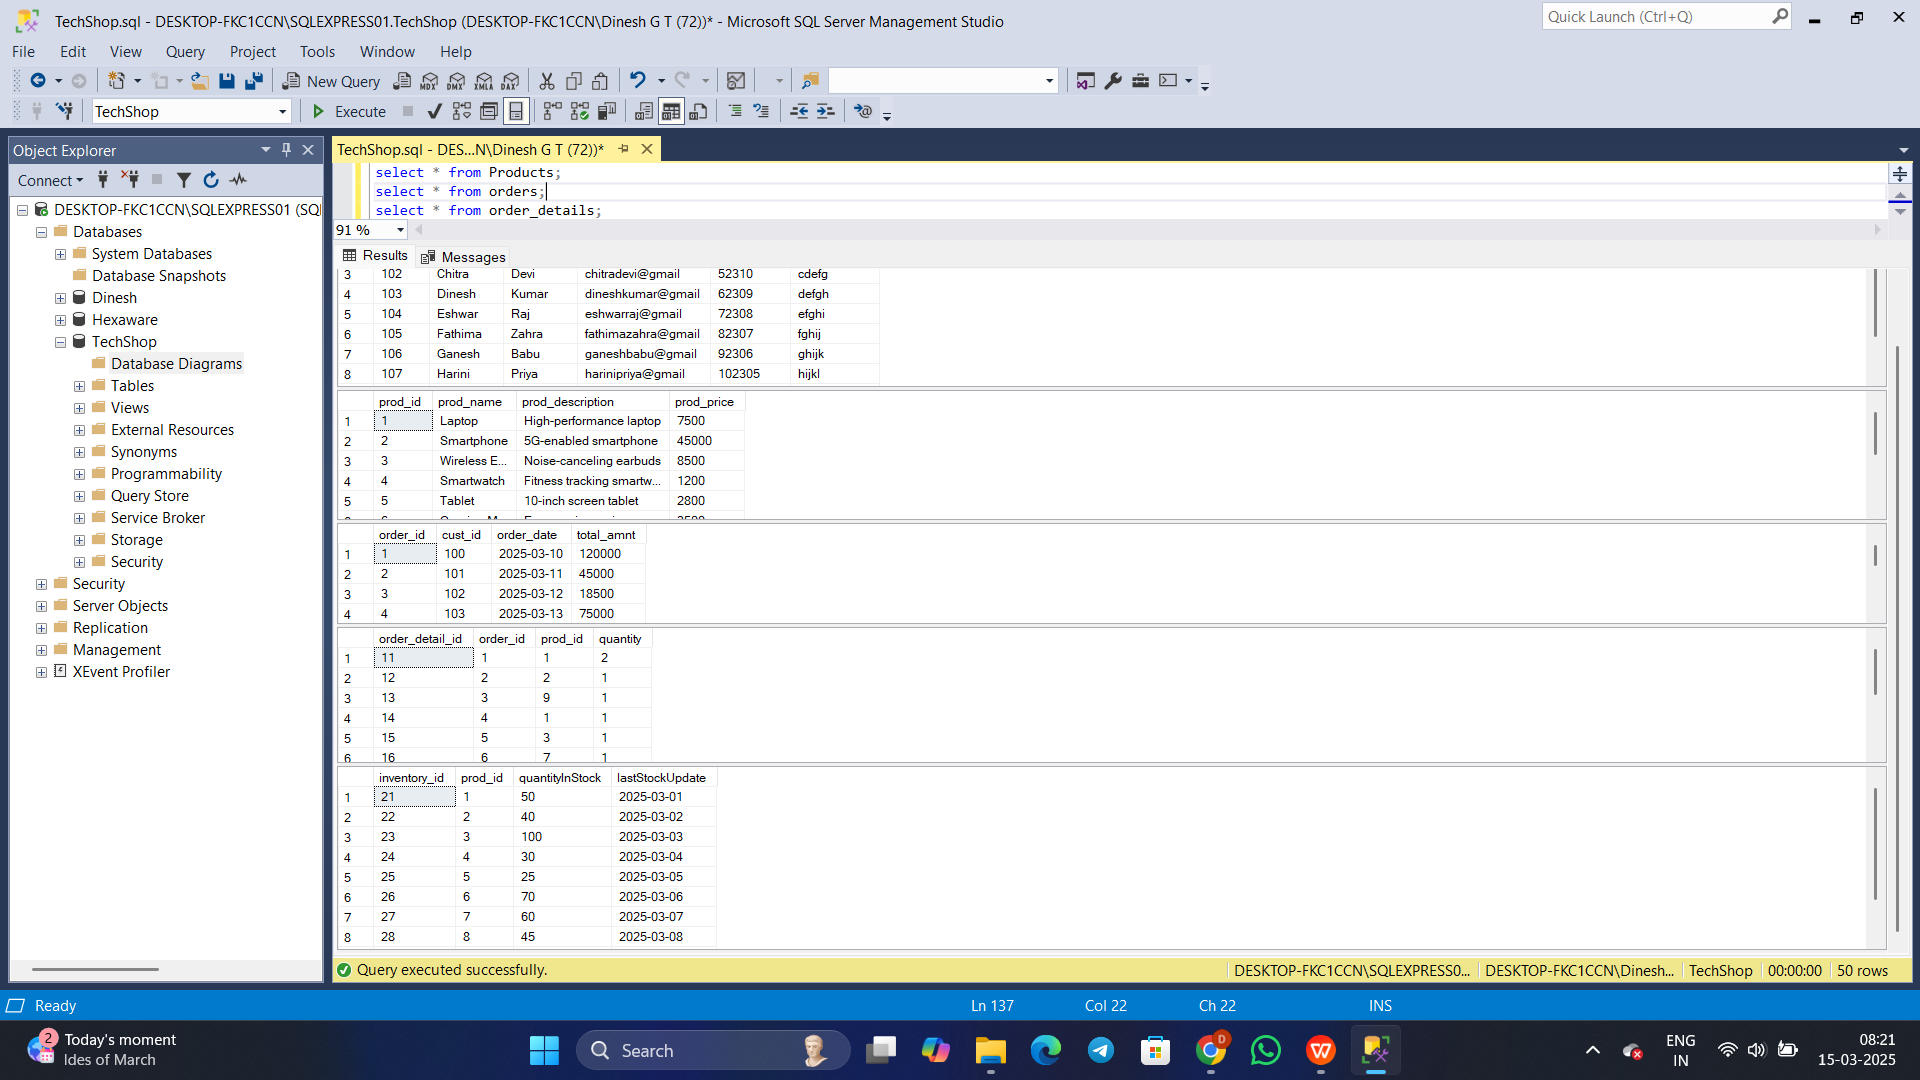 TechShop.sql - DESKTOP-FKC1CCN\SQLEXPRESS01.TechShop (DESKTOP-FKC1CCN\Dinesh G T (72))* - Microsoft SQL Server Management Studio
Quick Launch (Ctrl+Q)
File Edit View Query Project Tools Window Help
New Query MDX DMX XMLA DAX
TechShop Execute
Object Explorer
Connect
DESKTOP-FKC1CCN\SQLEXPRESS01 (SQL
Databases
System Databases
Database Snapshots
Dinesh
Hexaware
TechShop
Database Diagrams
Tables
Views
External Resources
Synonyms
Programmability
Query Store
Service Broker
Storage
Security
Security
Server Objects
Replication
Management
XEvent Profiler
TechShop.sql - DES...N\Dinesh G T (72))*
select * from Products;
select * from orders;
select * from order_details;
91 %
Results Messages
3 102 Chitra Devi chitradevi@gmail 52310 cdefg
4 103 Dinesh Kumar dineshkumar@gmail 62309 defgh
5 104 Eshwar Raj eshwarraj@gmail 72308 efghi
6 105 Fathima Zahra fathimazahra@gmail 82307 fghij
7 106 Ganesh Babu ganeshbabu@gmail 92306 ghijk
8 107 Harini Priya harinipriya@gmail 102305 hijkl
prod_id prod_name prod_description prod_price
1 1 Laptop High-performance laptop 7500
2 2 Smartphone 5G-enabled smartphone 45000
3 3 Wireless E... Noise-canceling earbuds 8500
4 4 Smartwatch Fitness tracking smartw... 1200
5 5 Tablet 10-inch screen tablet 2800
order_id cust_id order_date total_amnt
1 1 100 2025-03-10 120000
2 2 101 2025-03-11 45000
3 3 102 2025-03-12 18500
4 4 103 2025-03-13 75000
order_detail_id order_id prod_id quantity
1 11 1 1 2
2 12 2 2 1
3 13 3 9 1
4 14 4 1 1
5 15 5 3 1
6 16 6 7 1
inventory_id prod_id quantityInStock lastStockUpdate
1 21 1 50 2025-03-01
2 22 2 40 2025-03-02
3 23 3 100 2025-03-03
4 24 4 30 2025-03-04
5 25 5 25 2025-03-05
6 26 6 70 2025-03-06
7 27 7 60 2025-03-07
8 28 8 45 2025-03-08
Query executed successfully. DESKTOP-FKC1CCN\SQLEXPRESS0... DESKTOP-FKC1CCN\Dinesh... TechShop 00:00:00 50 rows
Ready Ln 137 Col 22 Ch 22 INS
2 Today's moment
Ides of March
Search
D
W
ENG
IN
08:21
15-03-2025